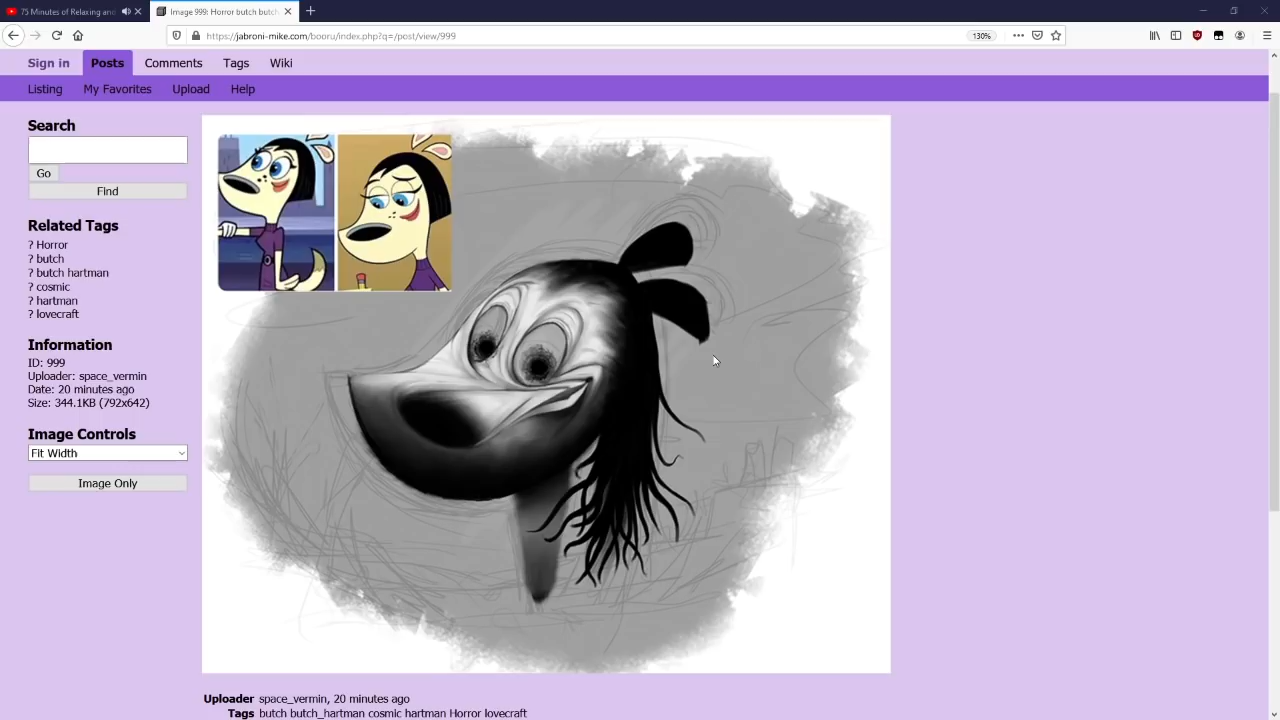 75 Minutes of Relaxing and
Image 999: Horror butch butch
https://jabroni-mike.com/booru/index.php?q=/post/view/999
130%
Sign in
Posts
Comments
Tags
Wiki
Listing
My Favorites
Upload
Help
Search
Go
Find
Related Tags
? Horror
? butch
? butch hartman
? cosmic
? hartman
? lovecraft
Information
ID: 999
Uploader: space_vermin
Date: 20 minutes ago
Size: 344.1KB (792x642)
Image Controls
Fit Width
Image Only
Uploader space_vermin, 20 minutes ago
Tags butch butch_hartman cosmic hartman Horror lovecraft